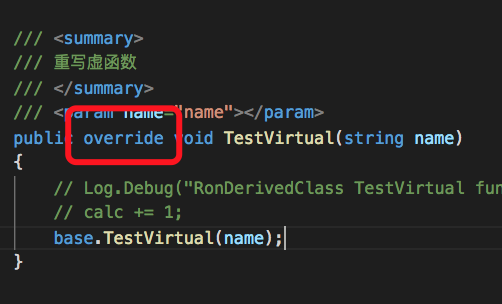 /// <summary>
/// 重写虚函数
/// </summary>
/// <param name="name"></param>
public override void TestVirtual(string name)
{
// Log.Debug("RonDerivedClass TestVirtual fun
// calc += 1;
base.TestVirtual(name);
}